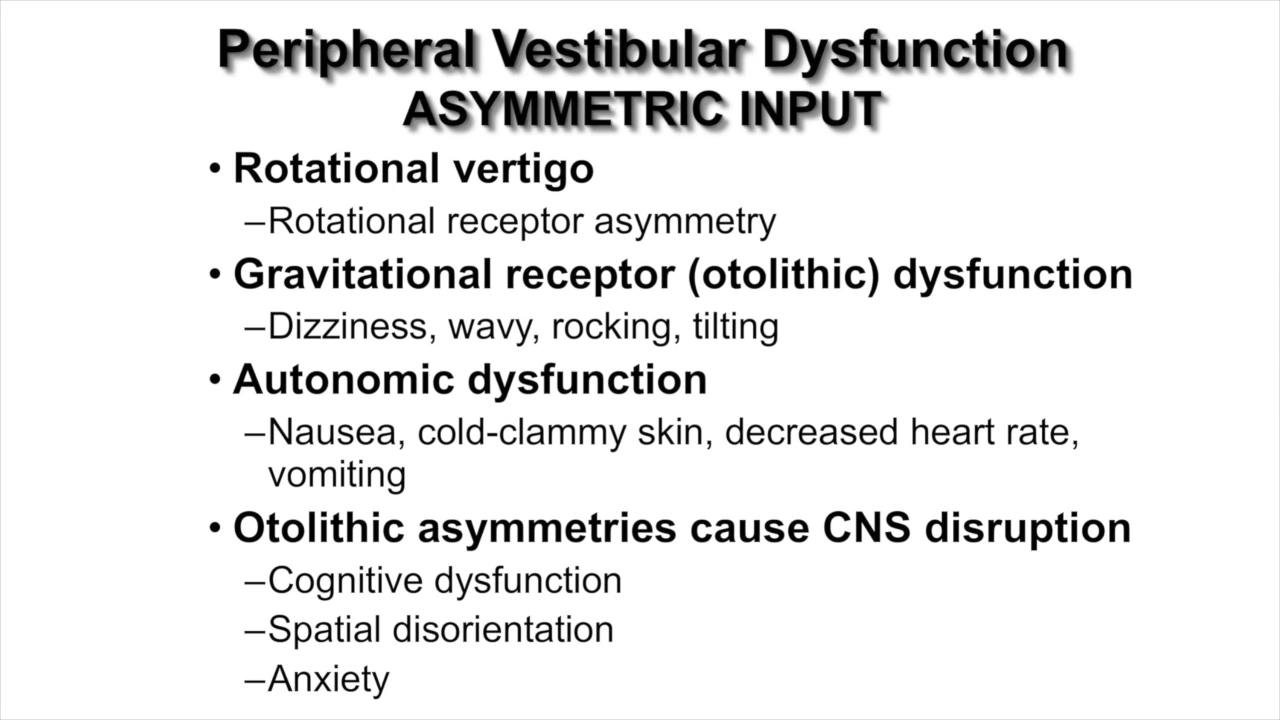 Peripheral Vestibular Dysfunction
ASYMMETRIC INPUT
• Rotational vertigo
–Rotational receptor asymmetry
• Gravitational receptor (otolithic) dysfunction
–Dizziness, wavy, rocking, tilting
• Autonomic dysfunction
–Nausea, cold-clammy skin, decreased heart rate,
vomiting
• Otolithic asymmetries cause CNS disruption
–Cognitive dysfunction
–Spatial disorientation
–Anxiety